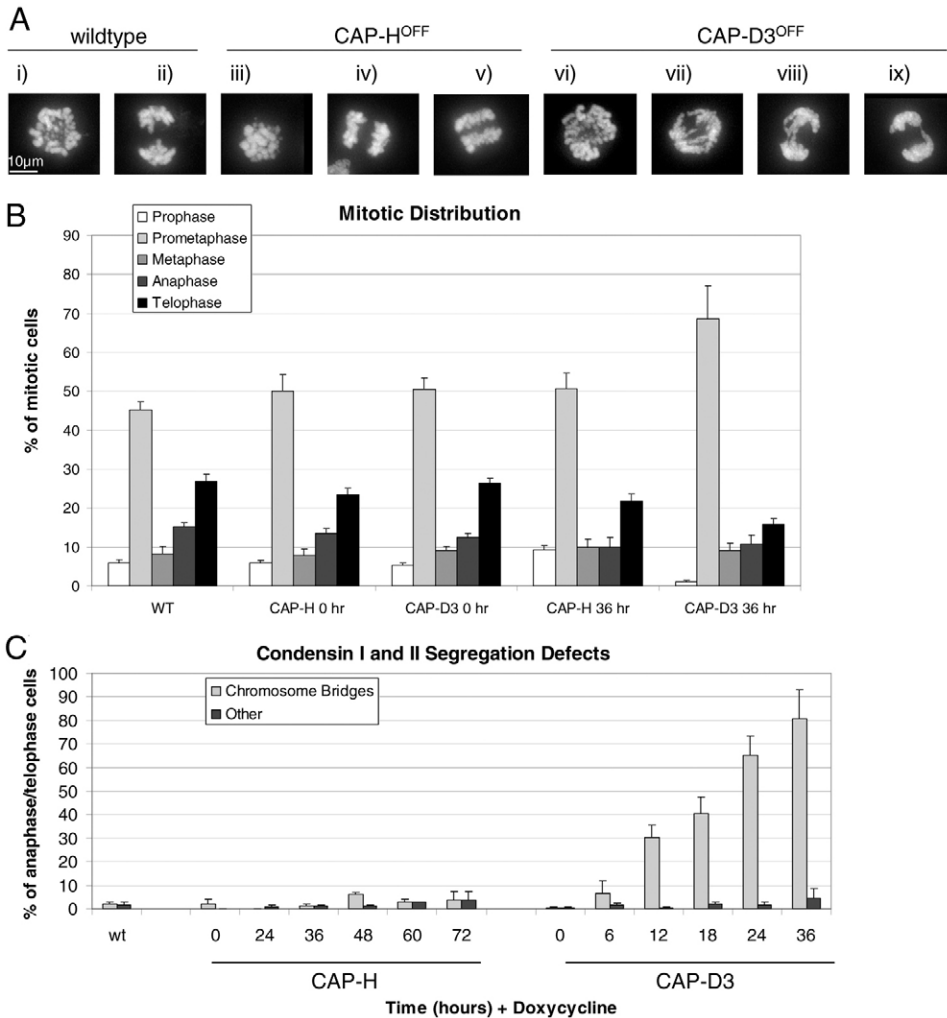 A
wildtype CAP-H^OFF CAP-D3^OFF
i) ii) iii) iv) v) vi) vii) viii) ix)
10μm
B
Mitotic Distribution
Prophase
Prometaphase
Metaphase
Anaphase
Telophase
% of mitotic cells
90
80
70
60
50
40
30
20
10
0
WT CAP-H 0 hr CAP-D3 0 hr CAP-H 36 hr CAP-D3 36 hr
C
Condensin I and II Segregation Defects
Chromosome Bridges
Other
% of anaphase/telophase cells
100
90
80
70
60
50
40
30
20
10
0
wt 0 24 36 48 60 72 0 6 12 18 24 36
CAP-H CAP-D3
Time (hours) + Doxycycline